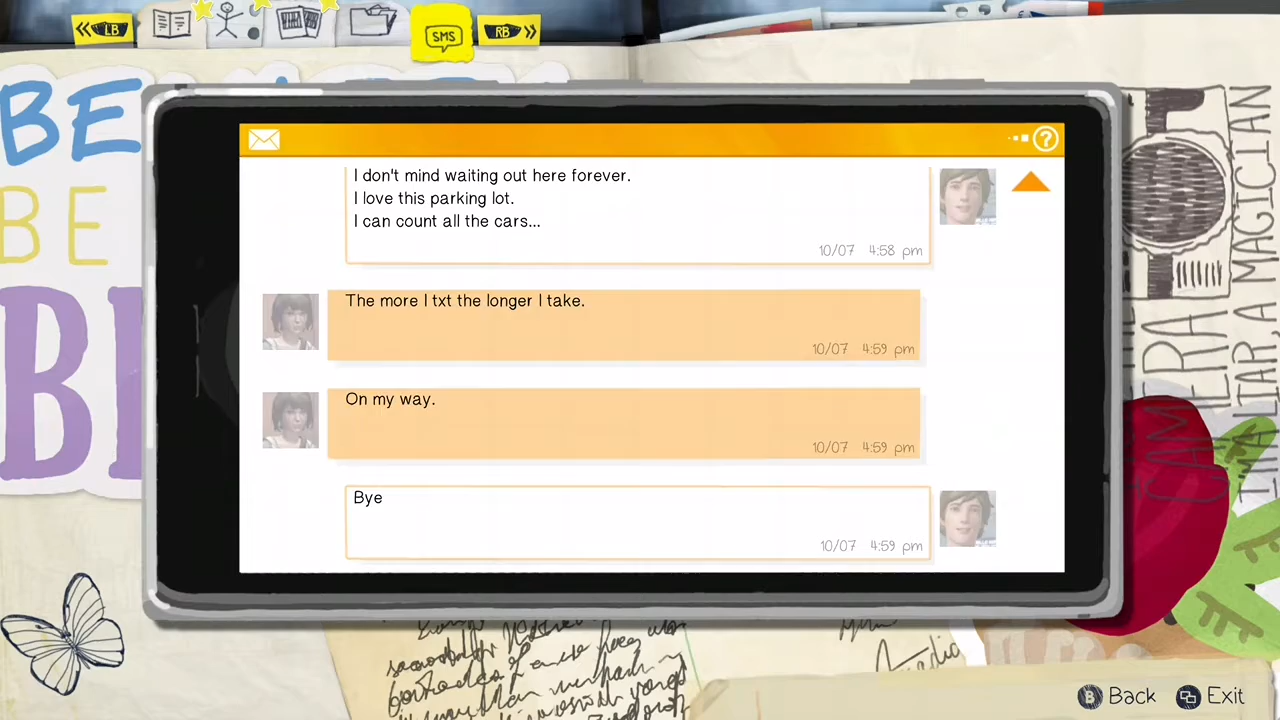 LB
SMS
RB
BE
BE
I don't mind waiting out here forever.
I love this parking lot.
I can count all the cars...
10/07 4:58 pm
The more I txt the longer I take.
10/07 4:59 pm
On my way.
10/07 4:59 pm
Bye
10/07 4:59 pm
CAMERA
MAGICIAN
B Back
Exit